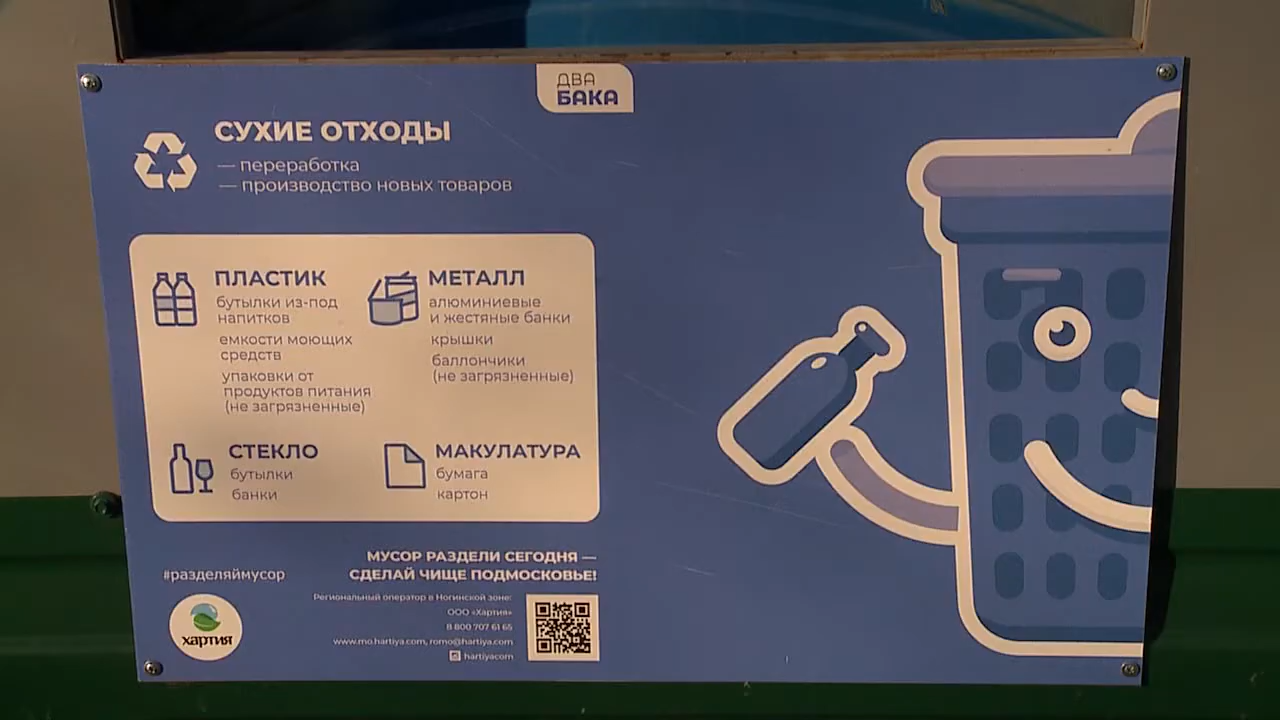 ДВА
БАКА
СУХИЕ ОТХОДЫ
— переработка
— производство новых товаров
ПЛАСТИК
бутылки из-под
напитков
емкости моющих
средств
упаковки от
продуктов питания
(не загрязненные)
МЕТАЛЛ
алюминиевые
и жестяные банки
крышки
баллончики
(не загрязненные)
СТЕКЛО
бутылки
банки
МАКУЛАТУРА
бумага
картон
МУСОР РАЗДЕЛИ СЕГОДНЯ —
СДЕЛАЙ ЧИЩЕ ПОДМОСКОВЬЕ!
#разделяймусор
хартия
Региональный оператор в Ногинской зоне:
ООО «Хартия»
8 800 707 61 65
www.mo.hartiya.com, romo@hartiya.com
hartiyacom